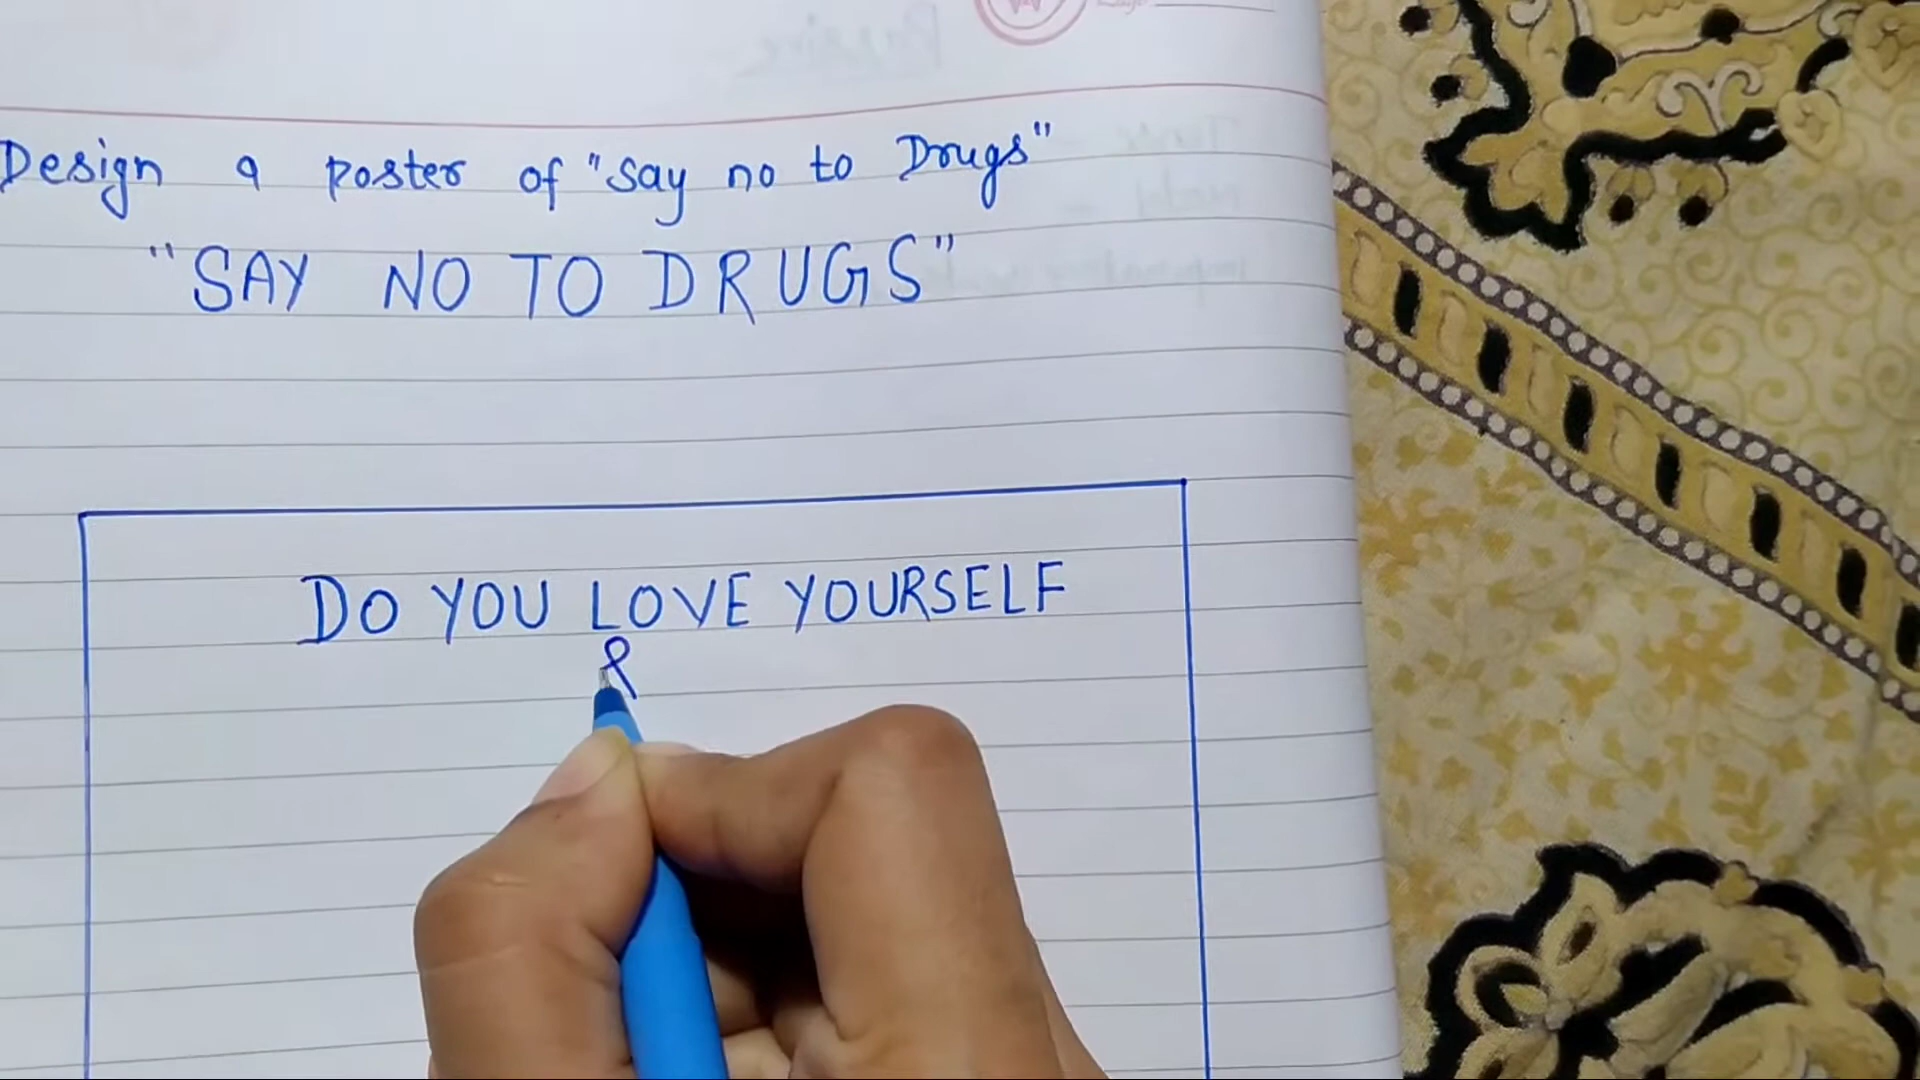 Design a poster of "Say no to Drugs"
"SAY NO TO DRUGS"
DO YOU LOVE YOURSELF
&